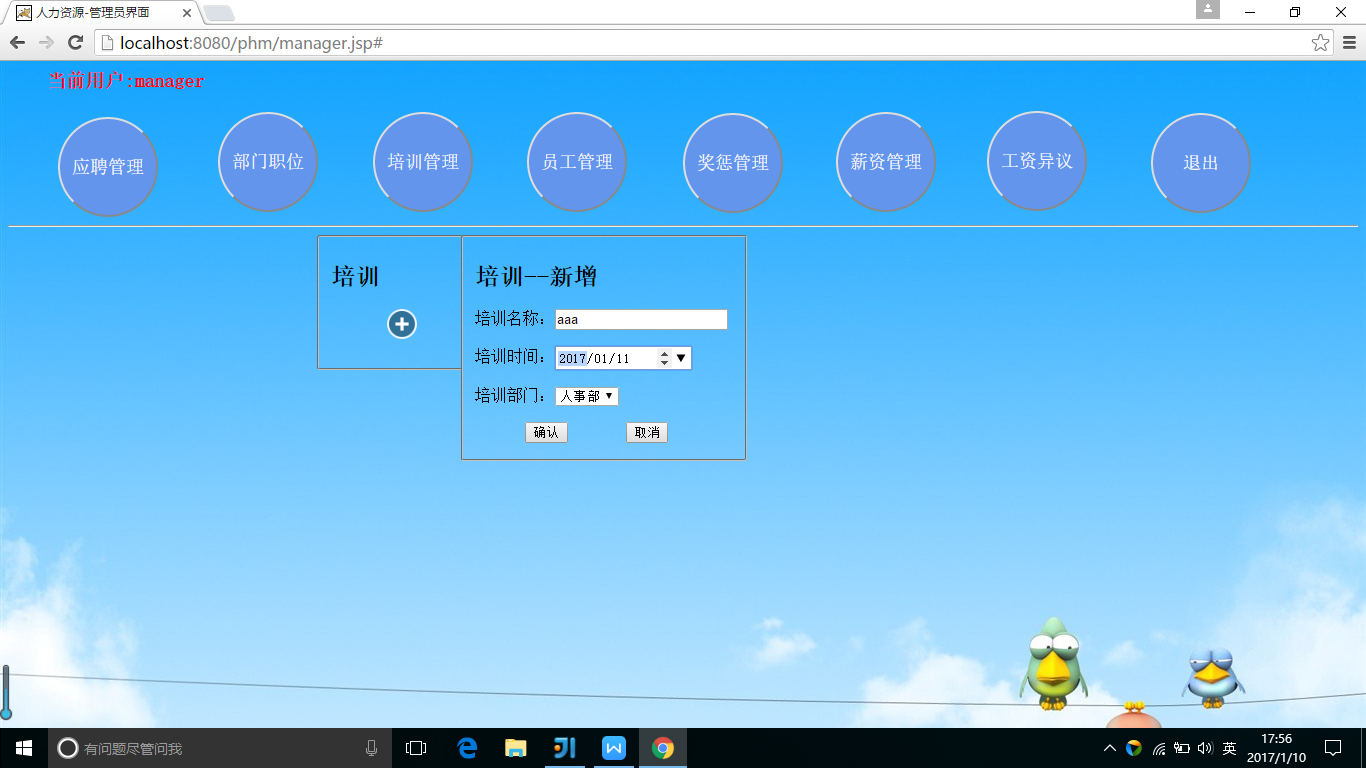 人力资源-管理员界面
localhost:8080/phm/manager.jsp#
当前用户:manager
应聘管理 部门职位 培训管理 员工管理 奖惩管理 薪资管理 工资异议 退出
培训 培训--新增
培训名称: aaa
培训时间: 2017/01/11
培训部门: 人事部
确认 取消
有问题尽管问我
英
17:56
2017/1/10